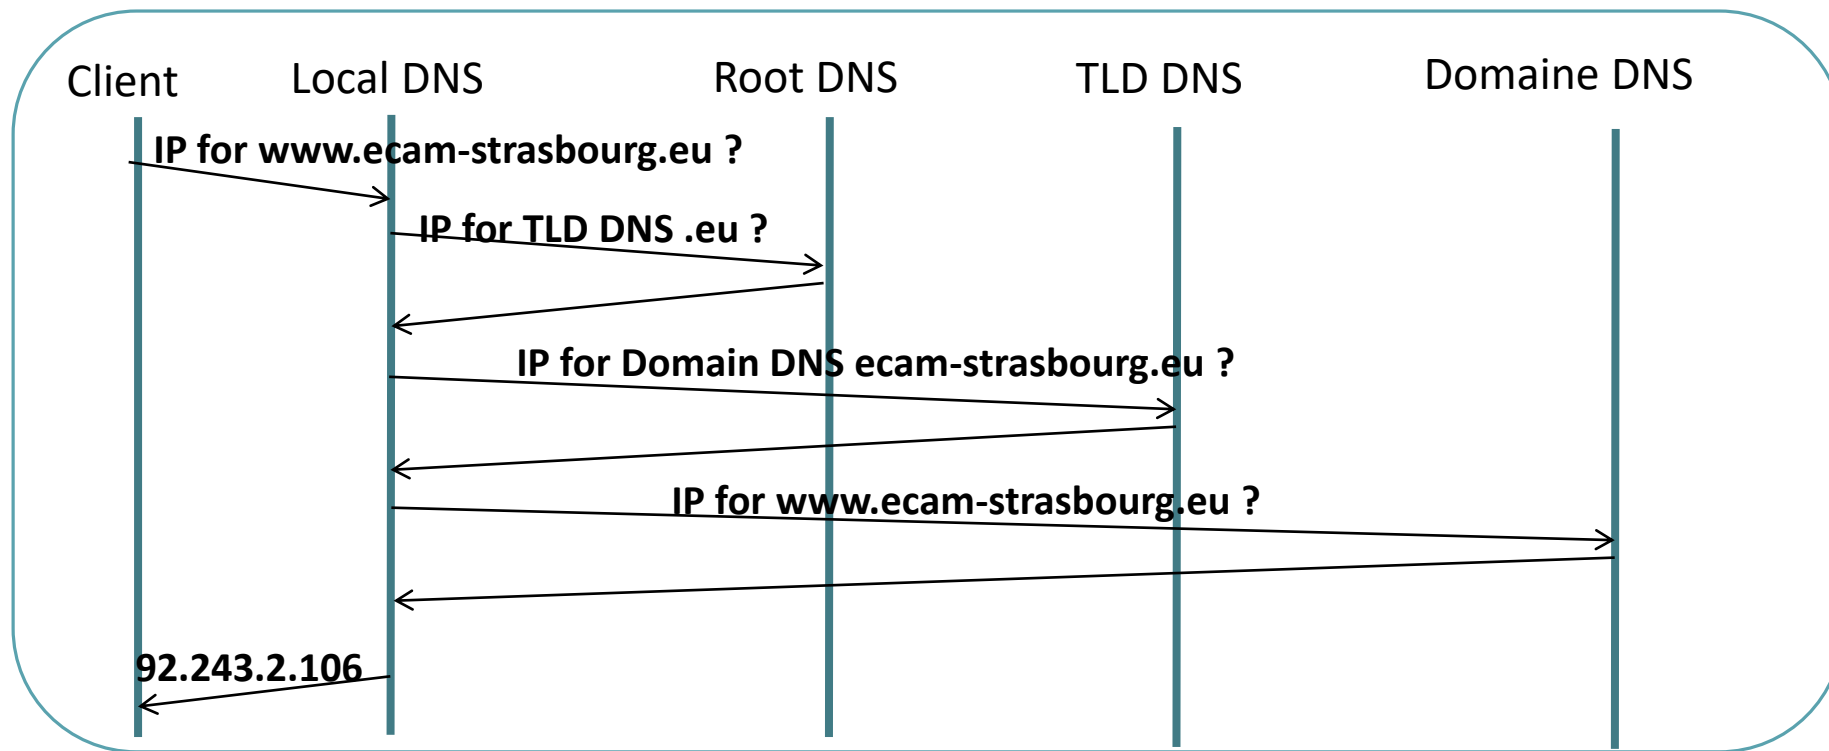 Client
Local DNS
Root DNS
TLD DNS
Domaine DNS
IP for www.ecam-strasbourg.eu ?
IP for TLD DNS .eu ?
IP for Domain DNS ecam-strasbourg.eu ?
IP for www.ecam-strasbourg.eu ?
92.243.2.106